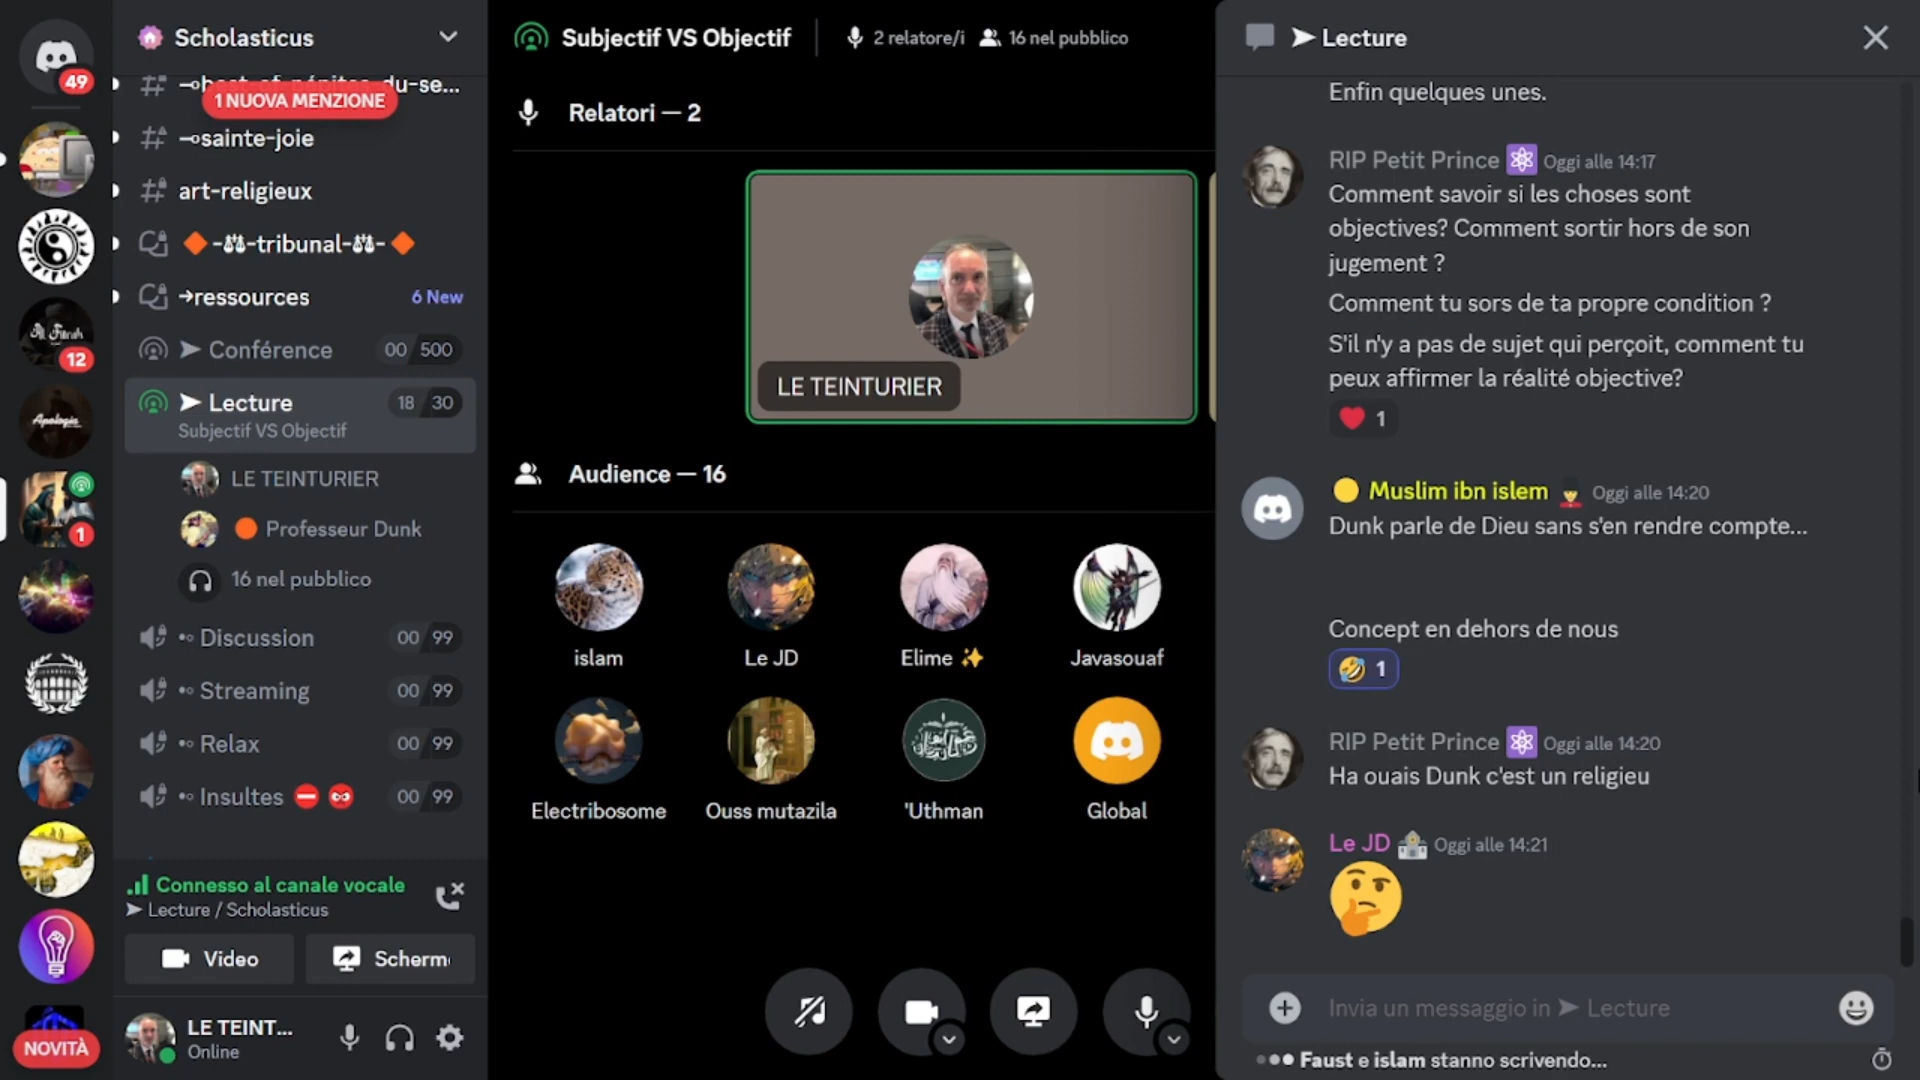 49
12
1
NOVITÀ
Scholasticus
1 NUOVA MENZIONE
sainte-joie
art-religieux
-tribunal-
→ressources
6 New
➤ Conférence
00 500
➤ Lecture
18 30
Subjectif VS Objectif
LE TEINTURIER
Professeur Dunk
16 nel pubblico
Discussion
00 99
Streaming
00 99
Relax
00 99
Insultes ⛔
00 99
Connesso al canale vocale
➤ Lecture / Scholasticus
Video
Scherm
LE TEINT...
Online
Subjectif VS Objectif
2 relatore/i
16 nel pubblico
Relatori — 2
LE TEINTURIER
Audience — 16
islam
Le JD
Elime ✨
Javasouaf
Electribosome
Ouss mutazila
'Uthman
Global
➤ Lecture
Enfin quelques unes.
RIP Petit Prince ⚛ Oggi alle 14:17
Comment savoir si les choses sont
objectives? Comment sortir hors de son
jugement ?
Comment tu sors de ta propre condition ?
S'il n'y a pas de sujet qui perçoit, comment tu
peux affirmer la réalité objective?
❤ 1
Muslim ibn islem Oggi alle 14:20
Dunk parle de Dieu sans s'en rendre compte...
Concept en dehors de nous
🤣 1
RIP Petit Prince ⚛ Oggi alle 14:20
Ha ouais Dunk c'est un religieu
Le JD Oggi alle 14:21
🤔
Invia un messaggio in ➤ Lecture
Faust e islam stanno scrivendo...